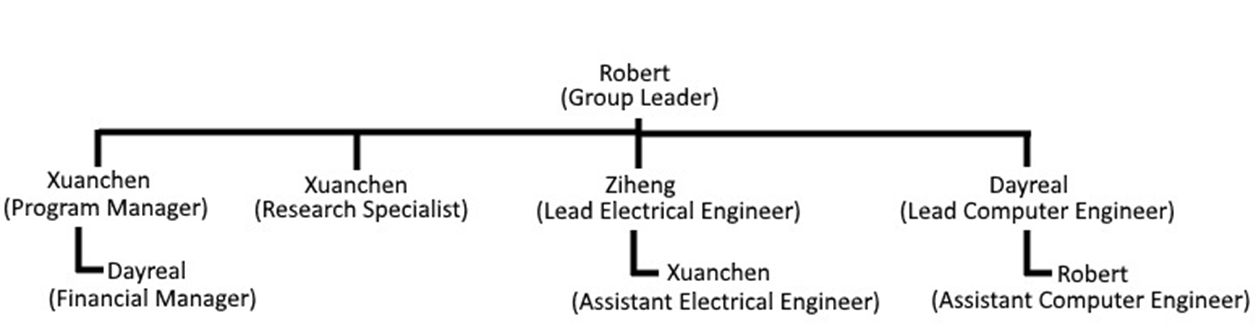 Robert
(Group Leader)
Xuanchen
(Program Manager)
Xuanchen
(Research Specialist)
Ziheng
(Lead Electrical Engineer)
Dayreal
(Lead Computer Engineer)
Dayreal
(Financial Manager)
Xuanchen
(Assistant Electrical Engineer)
Robert
(Assistant Computer Engineer)